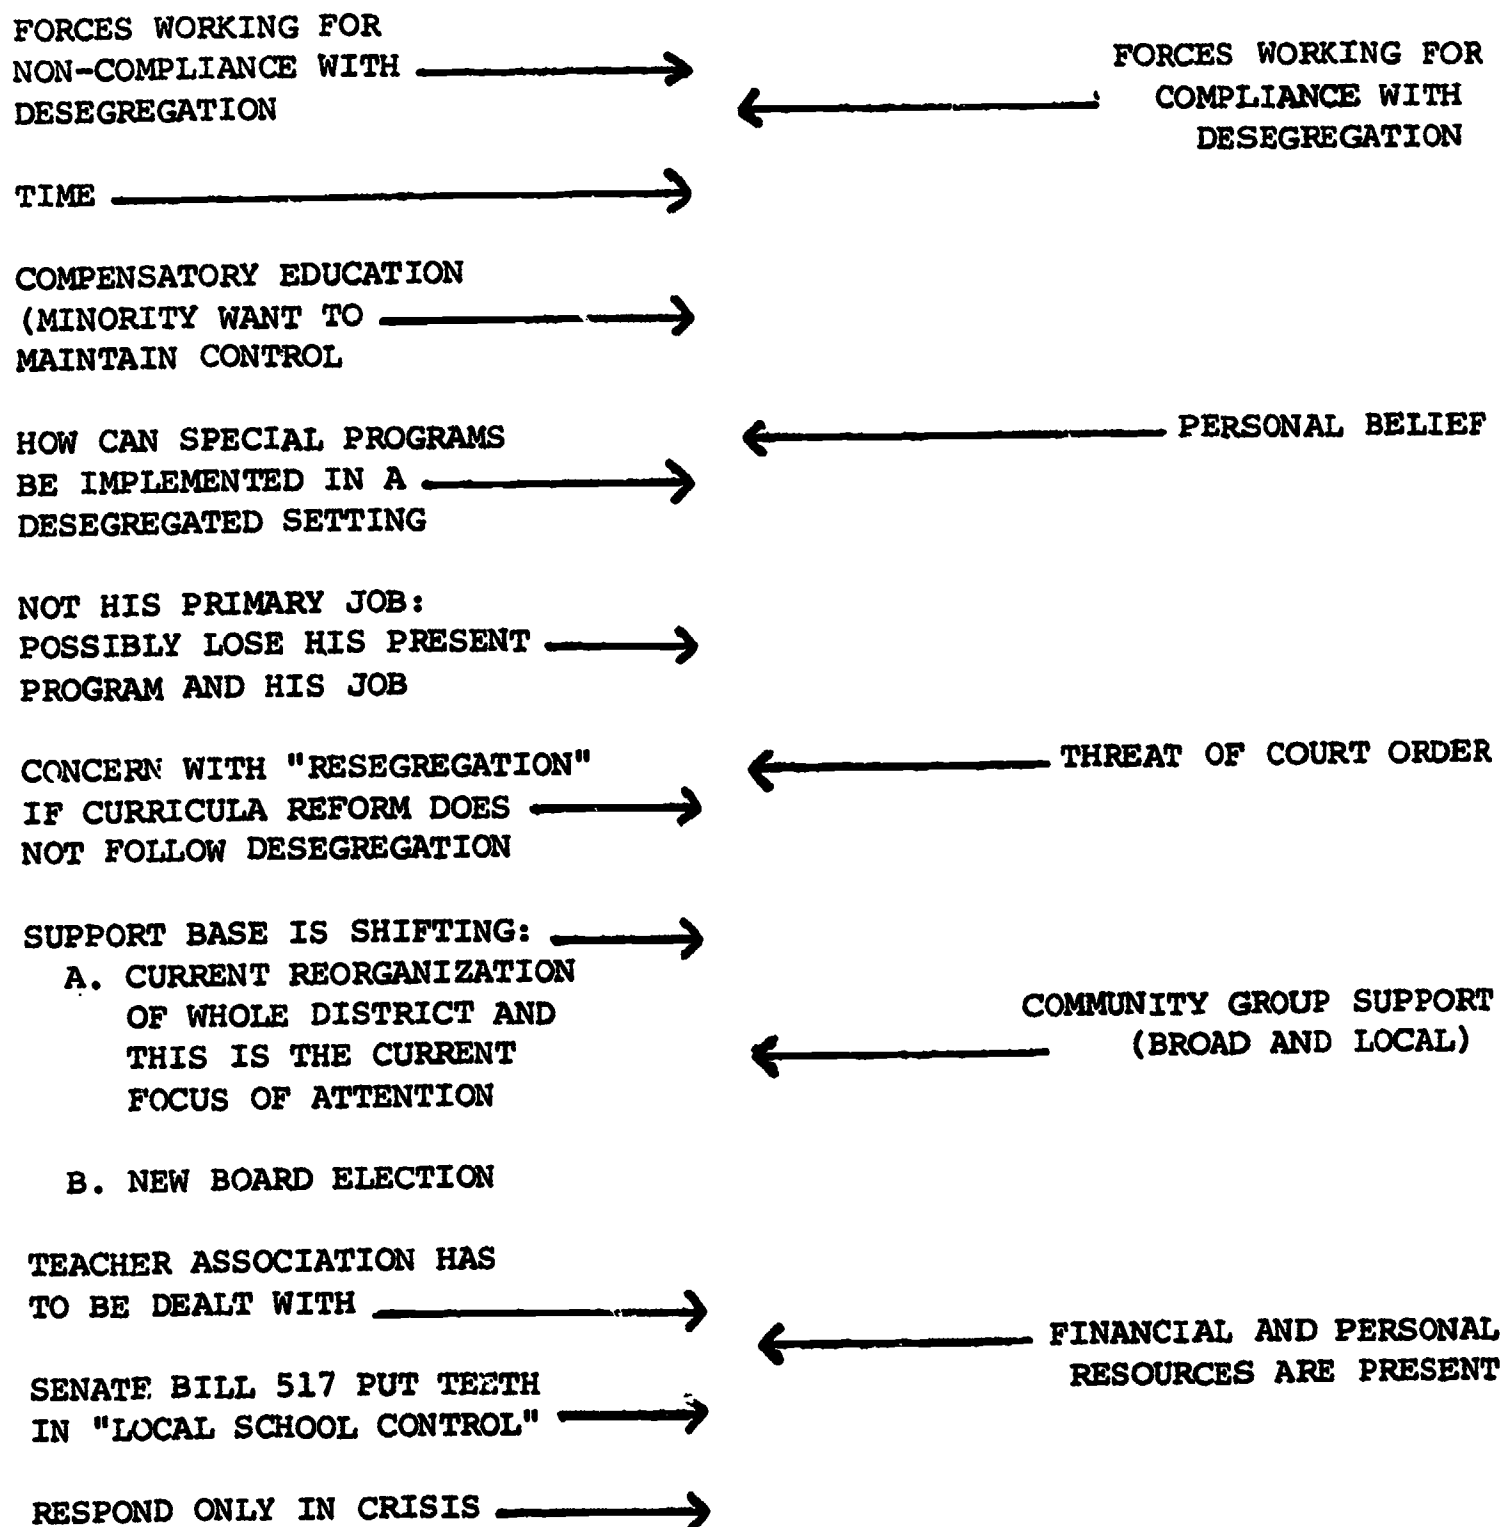 FORCES WORKING FOR
NON-COMPLIANCE WITH
DESEGREGATION
FORCES WORKING FOR
COMPLIANCE WITH
DESEGREGATION
TIME
COMPENSATORY EDUCATION
(MINORITY WANT TO
MAINTAIN CONTROL
HOW CAN SPECIAL PROGRAMS
BE IMPLEMENTED IN A
DESEGREGATED SETTING
PERSONAL BELIEF
NOT HIS PRIMARY JOB:
POSSIBLY LOSE HIS PRESENT
PROGRAM AND HIS JOB
CONCERN WITH "RESEGREGATION"
IF CURRICULA REFORM DOES
NOT FOLLOW DESEGREGATION
THREAT OF COURT ORDER
SUPPORT BASE IS SHIFTING:
A. CURRENT REORGANIZATION
OF WHOLE DISTRICT AND
THIS IS THE CURRENT
FOCUS OF ATTENTION
COMMUNITY GROUP SUPPORT
(BROAD AND LOCAL)
B. NEW BOARD ELECTION
TEACHER ASSOCIATION HAS
TO BE DEALT WITH
FINANCIAL AND PERSONAL
RESOURCES ARE PRESENT
SENATE BILL 517 PUT TEETH
IN "LOCAL SCHOOL CONTROL"
RESPOND ONLY IN CRISIS